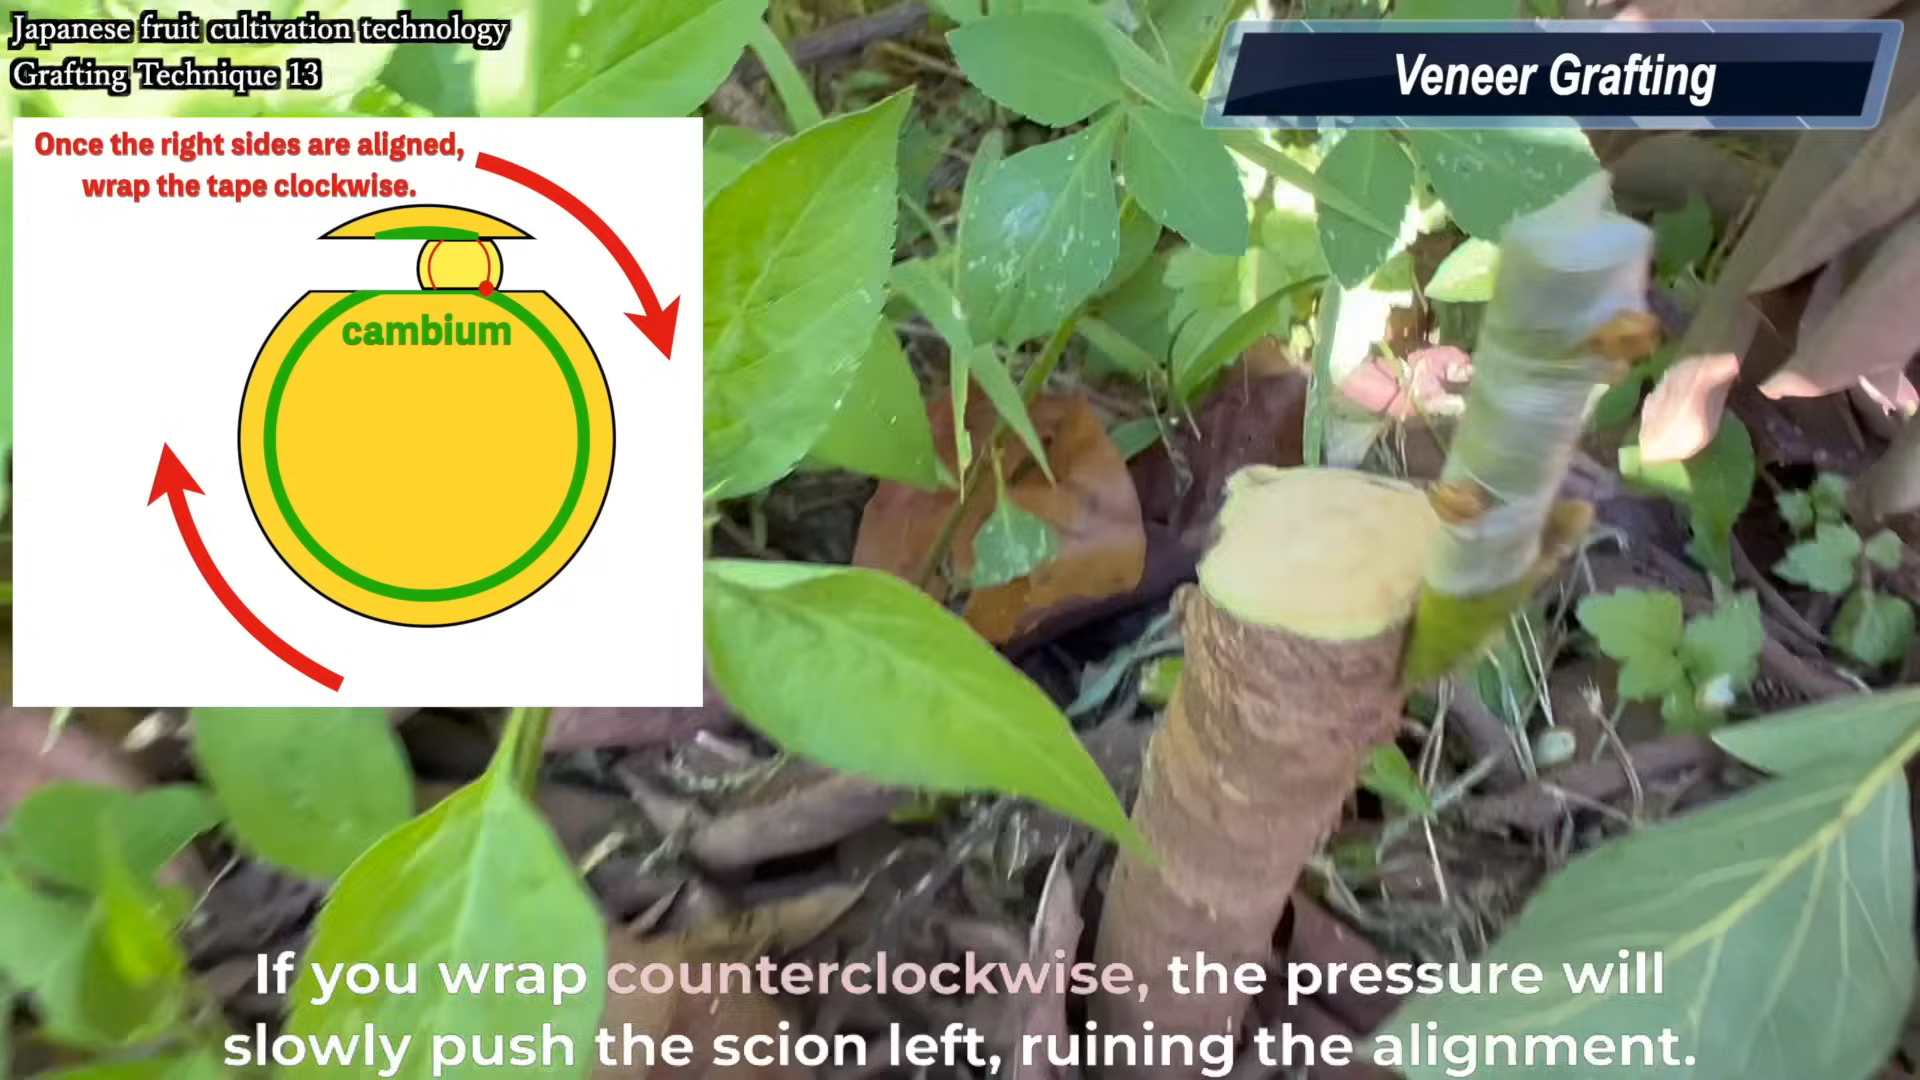 Japanese fruit cultivation technology
Grafting Technique 13
Veneer Grafting
Once the right sides are aligned,
wrap the tape clockwise.
cambium
If you wrap counterclockwise, the pressure will
slowly push the scion left, ruining the alignment.